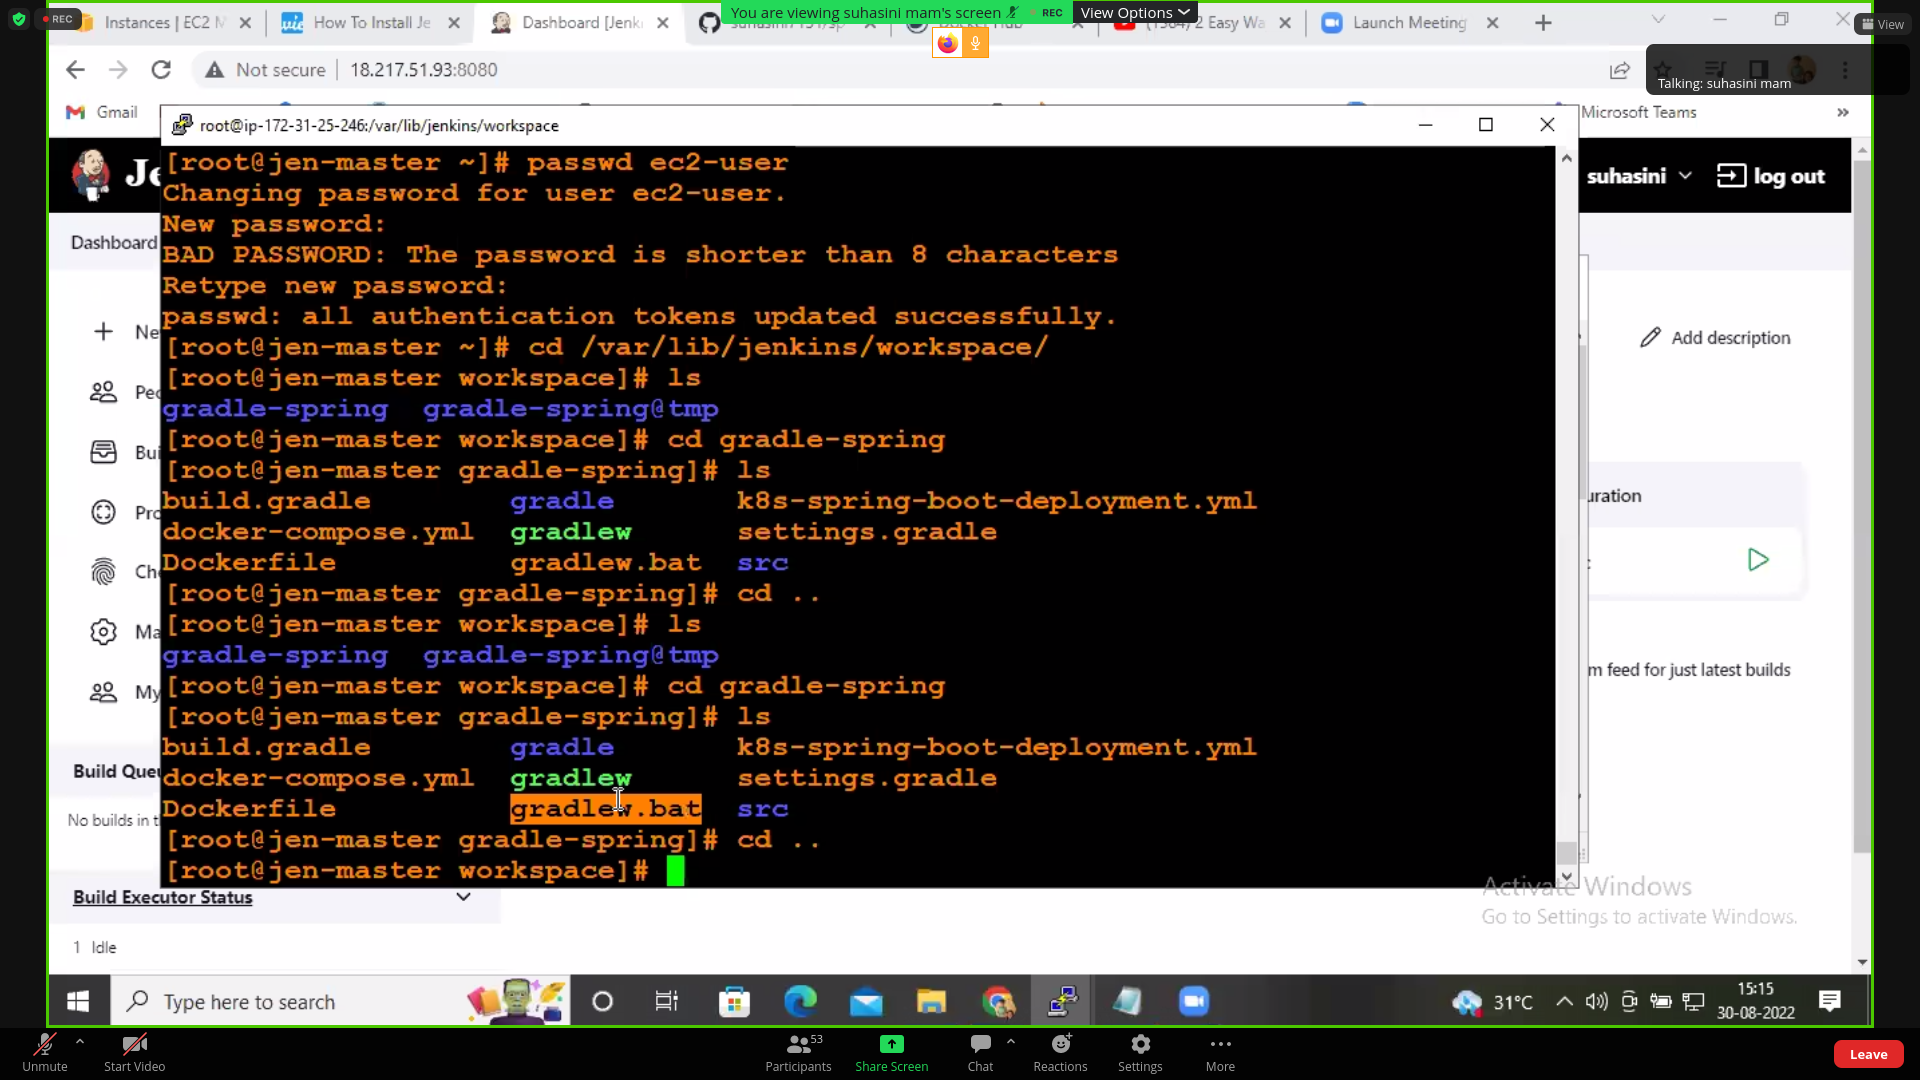 REC
You are viewing suhasini mam's screen
REC
View Options
View
Instances | EC2 M
How To Install Je
Dashboard [Jenk
2 Easy Wa
Launch Meeting
Talking: suhasini mam
Not secure
18.217.51.93:8080
Gmail
Microsoft Teams
root@ip-172-31-25-246:/var/lib/jenkins/workspace
suhasini
log out
Dashboard
Add description
[root@jen-master ~]# passwd ec2-user
Changing password for user ec2-user.
New password:
BAD PASSWORD: The password is shorter than 8 characters
Retype new password:
passwd: all authentication tokens updated successfully.
[root@jen-master ~]# cd /var/lib/jenkins/workspace/
[root@jen-master workspace]# ls
gradle-spring  gradle-spring@tmp
[root@jen-master workspace]# cd gradle-spring
[root@jen-master gradle-spring]# ls
build.gradle gradle k8s-spring-boot-deployment.yml
docker-compose.yml gradlew settings.gradle
Dockerfile gradlew.bat src
[root@jen-master gradle-spring]# cd ..
[root@jen-master workspace]# ls
gradle-spring  gradle-spring@tmp
[root@jen-master workspace]# cd gradle-spring
[root@jen-master gradle-spring]# ls
build.gradle gradle k8s-spring-boot-deployment.yml
docker-compose.yml gradlew settings.gradle
Dockerfile gradlew.bat src
[root@jen-master gradle-spring]# cd ..
[root@jen-master workspace]#
Je
Ne
Peo
Bui
Pro
Che
Ma
My
uration
m feed for just latest builds
Build Queu
No builds in t
Build Executor Status
1 Idle
Activate Windows
Go to Settings to activate Windows.
Type here to search
31°C
15:15
30-08-2022
Unmute
Start Video
Participants
53
Share Screen
Chat
Reactions
Settings
More
Leave